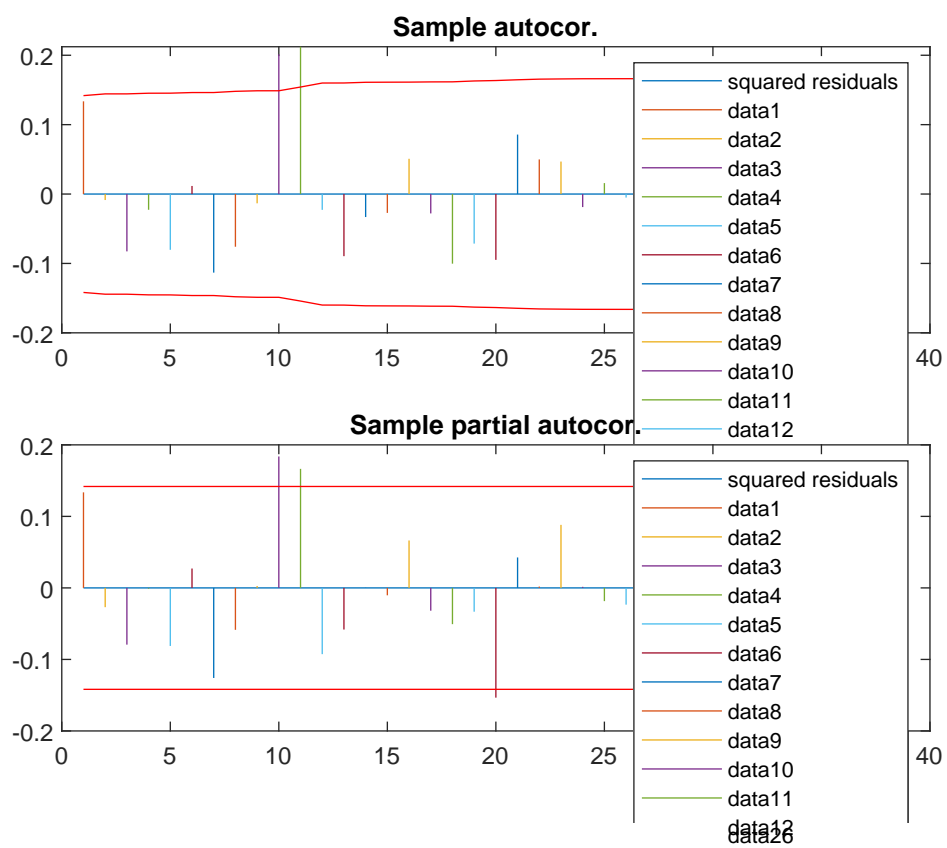 Sample autocor.
0.2
0.1
0
-0.1
-0.2
0
5
10
15
20
25
40
squared residuals
data1
data2
data3
data4
data5
data6
data7
data8
data9
data10
data11
data12
Sample partial autocor.
0.2
0.1
0
-0.1
-0.2
0
5
10
15
20
25
40
squared residuals
data1
data2
data3
data4
data5
data6
data7
data8
data9
data10
data11
data12
data26